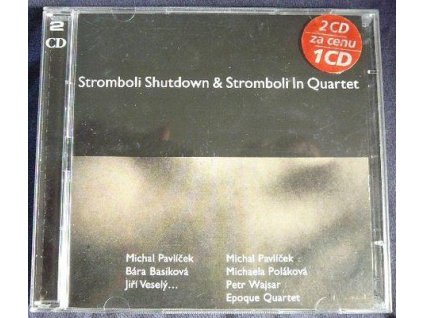 2
CD
2CD
za cenu
1CD
Stromboli Shutdown & Stromboli In Quartet
Michal Pavlíček
Bára Basiková
Jiří Veselý...
Michal Pavlíček
Michaela Poláková
Petr Wajsar
Epoque Quartet